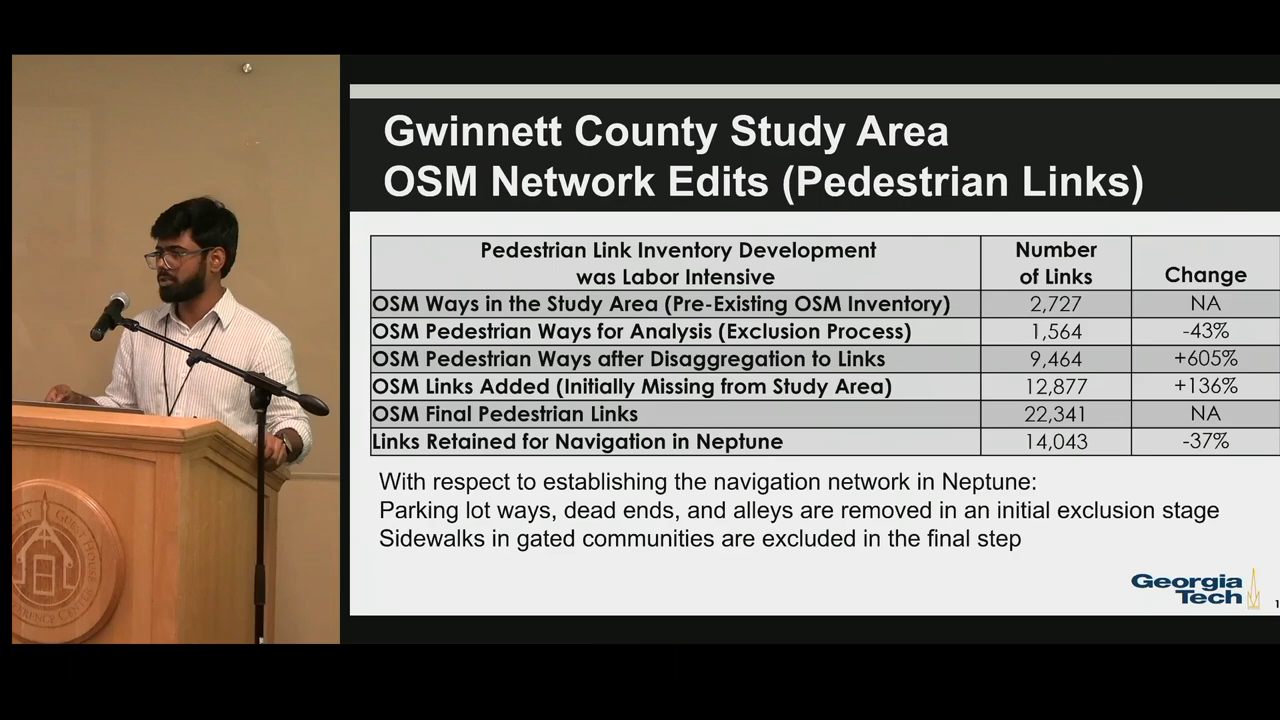 Gwinnett County Study Area
OSM Network Edits (Pedestrian Links)
Pedestrian Link Inventory Development
was Labor Intensive
Number
of Links
Change
OSM Ways in the Study Area (Pre-Existing OSM Inventory) 2,727 NA
OSM Pedestrian Ways for Analysis (Exclusion Process) 1,564 -43%
OSM Pedestrian Ways after Disaggregation to Links 9,464 +605%
OSM Links Added (Initially Missing from Study Area) 12,877 +136%
OSM Final Pedestrian Links 22,341 NA
Links Retained for Navigation in Neptune 14,043 -37%
With respect to establishing the navigation network in Neptune:
Parking lot ways, dead ends, and alleys are removed in an initial exclusion stage
Sidewalks in gated communities are excluded in the final step
Georgia
Tech
1